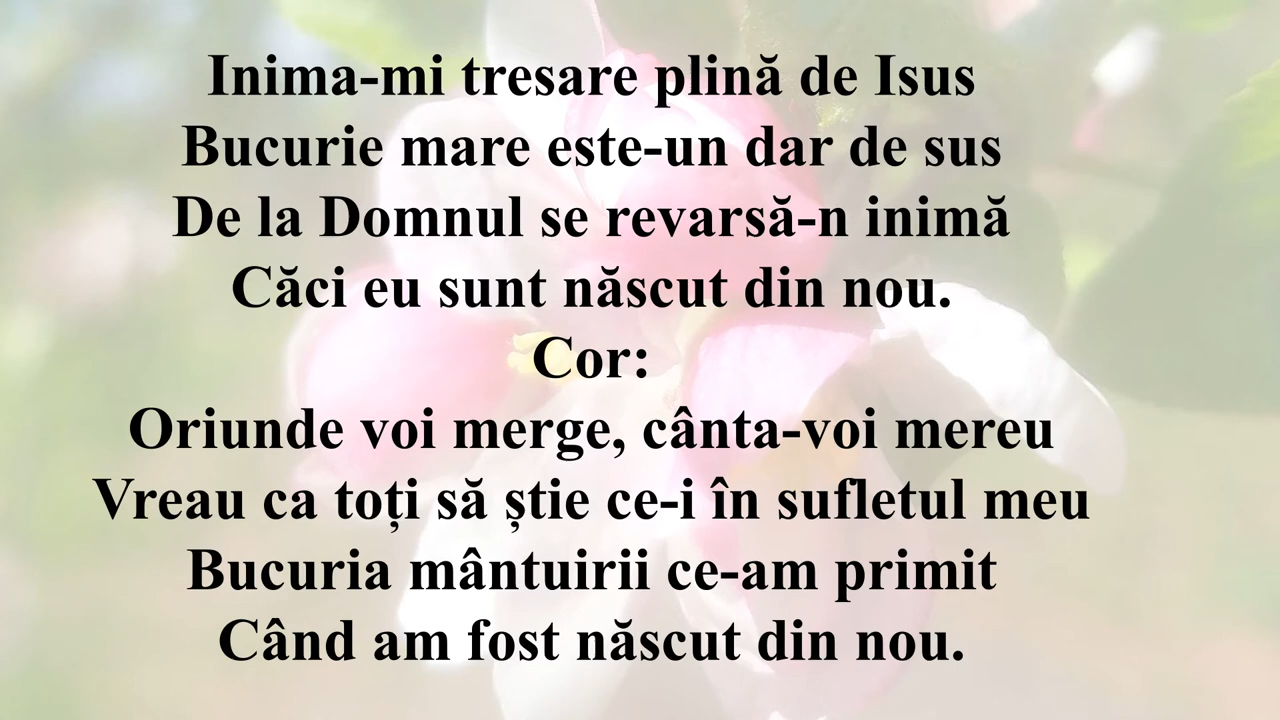 Inima-mi tresare plină de Isus
Bucurie mare este-un dar de sus
De la Domnul se revarsă-n inimă
Căci eu sunt născut din nou.
Cor:
Oriunde voi merge, cânta-voi mereu
Vreau ca toți să știe ce-i în sufletul meu
Bucuria mântuirii ce-am primit
Când am fost născut din nou.